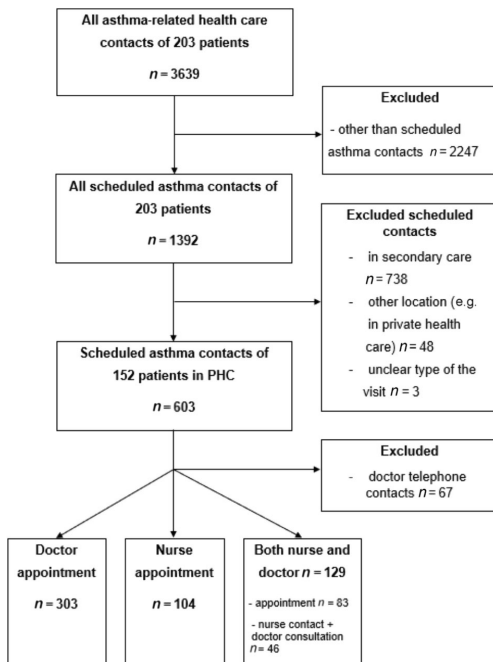 All asthma-related health care
contacts of 203 patients
n = 3639
Excluded
- other than scheduled
asthma contacts n = 2247
All scheduled asthma contacts of
203 patients
n = 1392
Excluded scheduled
contacts
- in secondary care
n = 738
- other location (e.g.
in private health
care) n = 48
- unclear type of the
visit n = 3
Scheduled asthma contacts of
152 patients in PHC
n = 603
Excluded
- doctor telephone
contacts n = 67
Doctor
appointment
n = 303
Nurse
appointment
n = 104
Both nurse and
doctor n = 129
- appointment n = 83
- nurse contact +
doctor consultation
n = 46